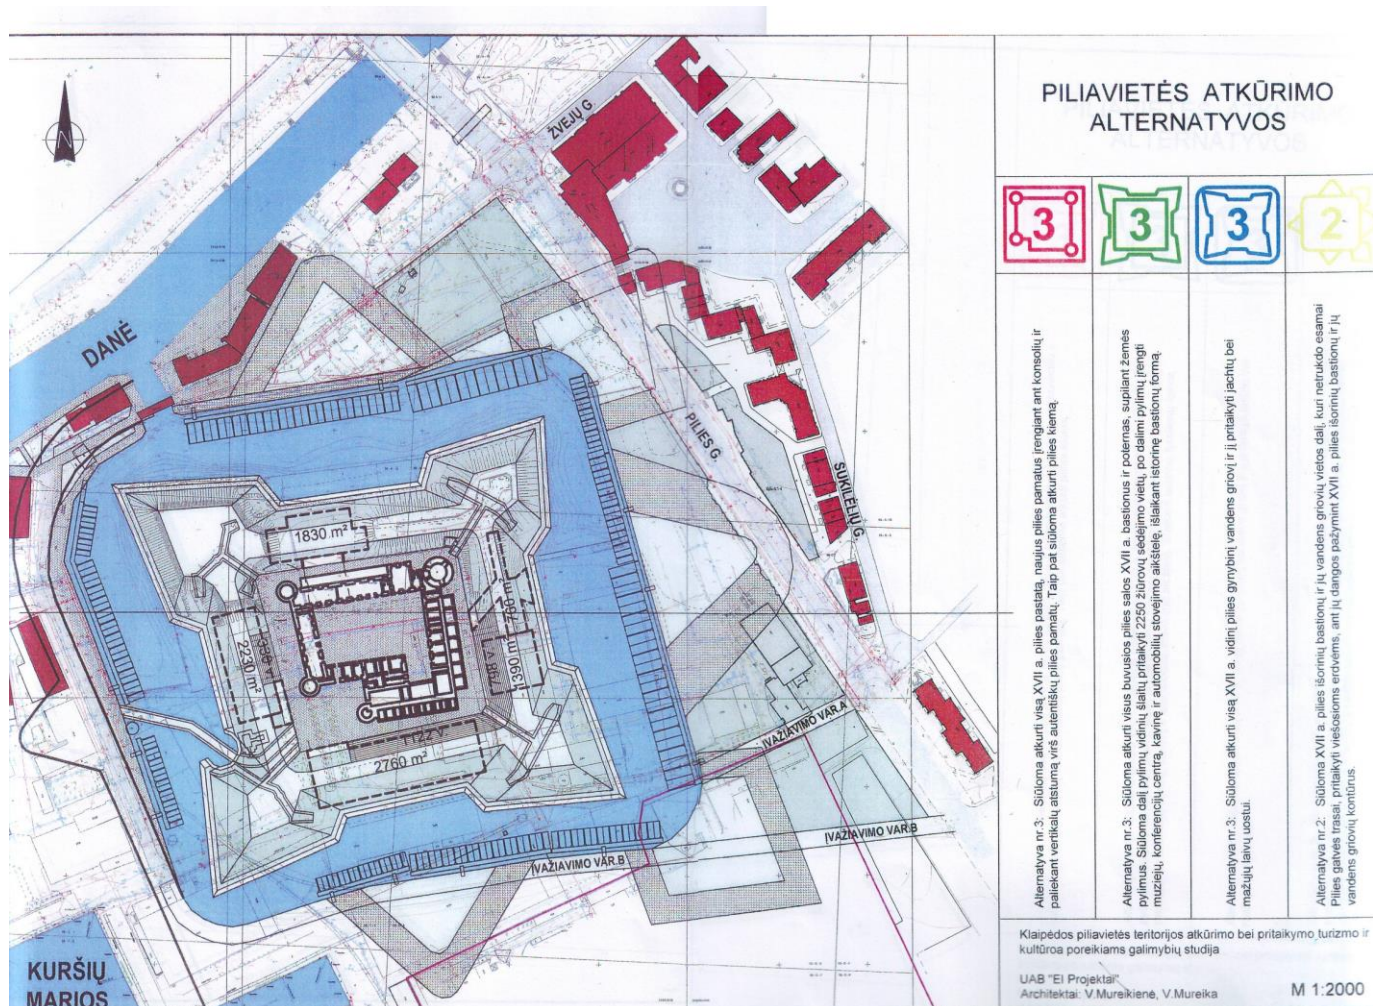 PILIAVIETĖS ATKŪRIMO
ALTERNATYVOS
3
3
3
2
Alternatyva nr.3: Siūloma atkurti visą XVII a. pilies pastatą, naujus pilies pamatus įrengiant ant konsolių ir
paliekant vertikalų atstumą virš autentiškų pilies pamatų. Taip pat siūloma atkurti pilies kiemą.
Alternatyva nr.3: Siūloma atkurti visus buvusios pilies salos XVII a. bastionus ir poternas, supilant žemės
pylimus. Siūloma dalį pylimų vidinių šlaitų pritaikyti 2250 žiūrovų sėdėjimo vietų, po dalimi pylimų įrengti
muziejų, konferencijų centrą, kavinę ir automobilių stovėjimo aikštelę, išlaikant istorinę bastionų formą.
Alternatyva nr.3: Siūloma atkurti visą XVII a. vidinį pilies gynybinį vandens griovį ir jį pritaikyti jachtų bei
mažųjų laivų uostui.
Alternatyva nr.2: Siūloma XVII a. pilies išorinių bastionų ir jų vandens griovių vietos dalį, kuri netrukdo esamai
Pilies gatvės trasai, pritaikyti viešosioms erdvėms, ant jų dangos pažymint XVII a. pilies išorinių bastionų ir jų
vandens griovių kontūrus.
Klaipėdos piliavietės teritorijos atkūrimo bei pritaikymo turizmo ir
kultūroa poreikiams galimybių studija
UAB "EI Projektai"
Architektai: V.Mureikienė, V.Mureika
M 1:2000
N
ŽVEJŲ G.
DANĖ
PILIES G.
SUKILĖLIŲ G.
1830 m²
2230 m²
1390 m²
2760 m²
ĮVAŽIAVIMO VAR.A
ĮVAŽIAVIMO VAR.B
ĮVAŽIAVIMO VAR.B
KURŠIŲ
MARIOS